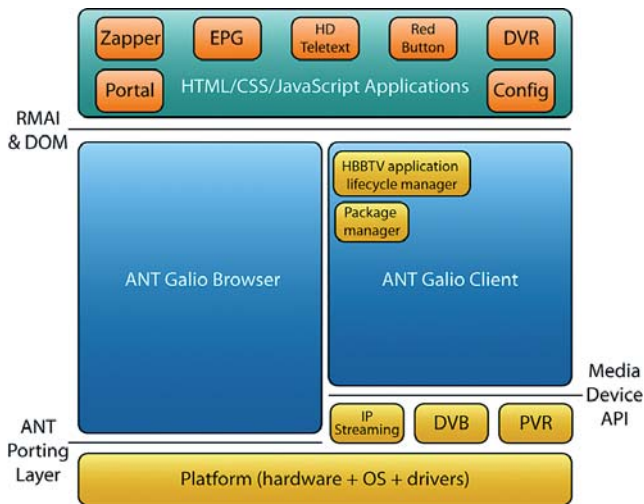 Zapper
EPG
HD
Teletext
Red
Button
DVR
Portal
HTML/CSS/JavaScript Applications
Config
RMAI
& DOM
HBBTV application
lifecycle manager
Package
manager
ANT Galio Browser
ANT Galio Client
Media
Device
API
IP
Streaming
DVB
PVR
ANT
Porting
Layer
Platform (hardware + OS + drivers)